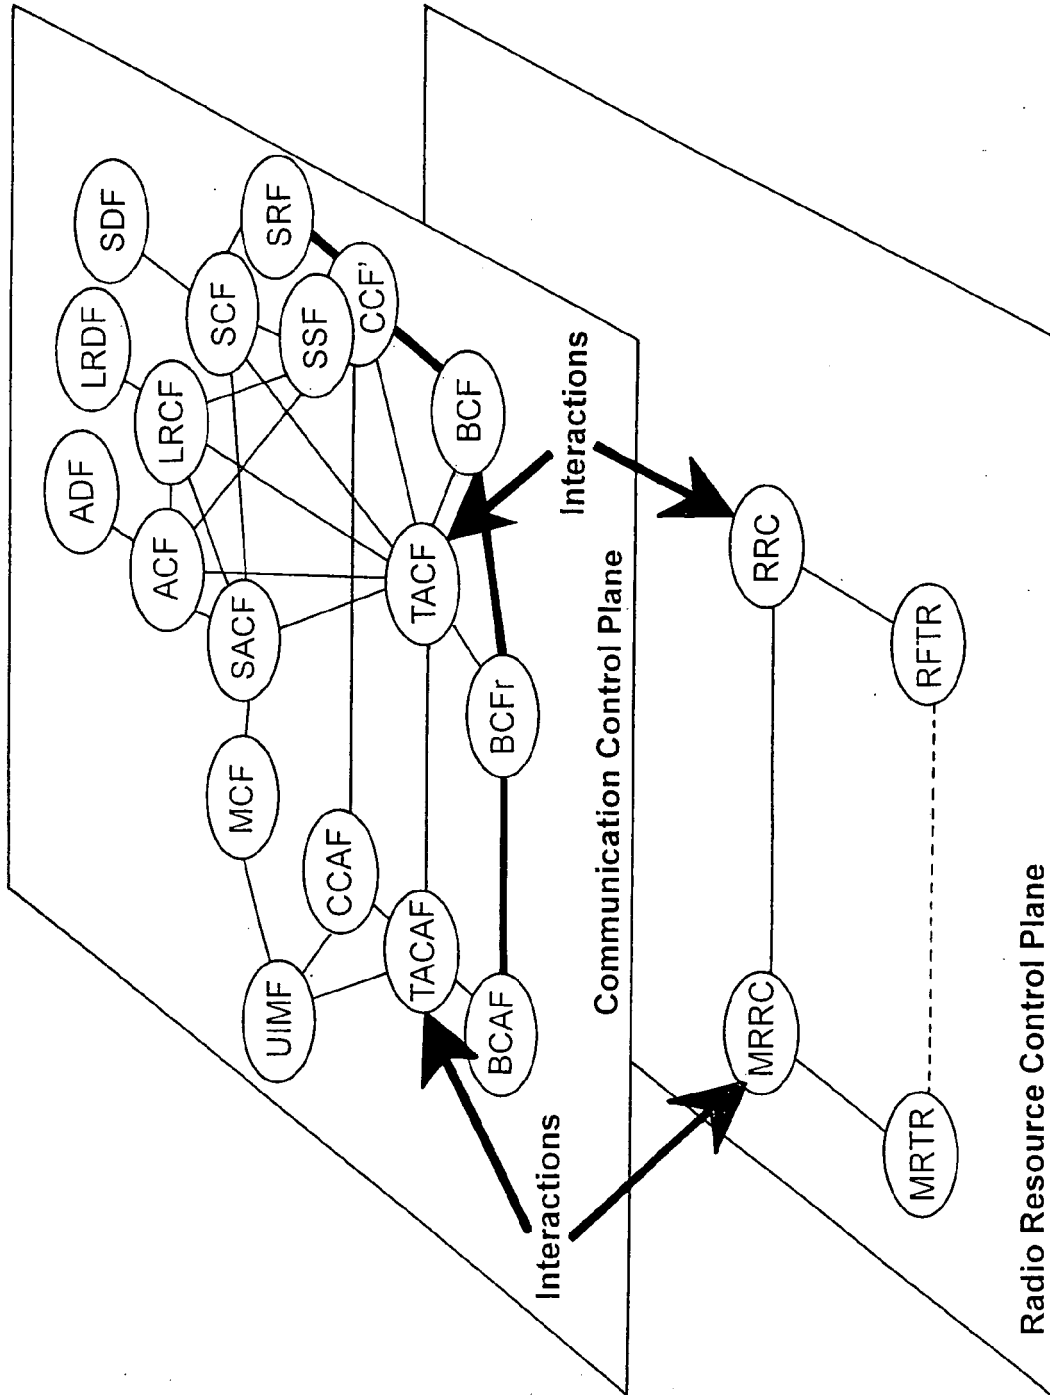 SDF
LRDF
ADF
SRF
SCF
LRCF
ACF
CCF'
SSF
SACF
MCF
BCF
TACF
CCAF
UIMF
TACAF
BCFr
BCAF
Interactions
Interactions
Communication Control Plane
RRC
MRRC
RFTR
MRTR
Radio Resource Control Plane